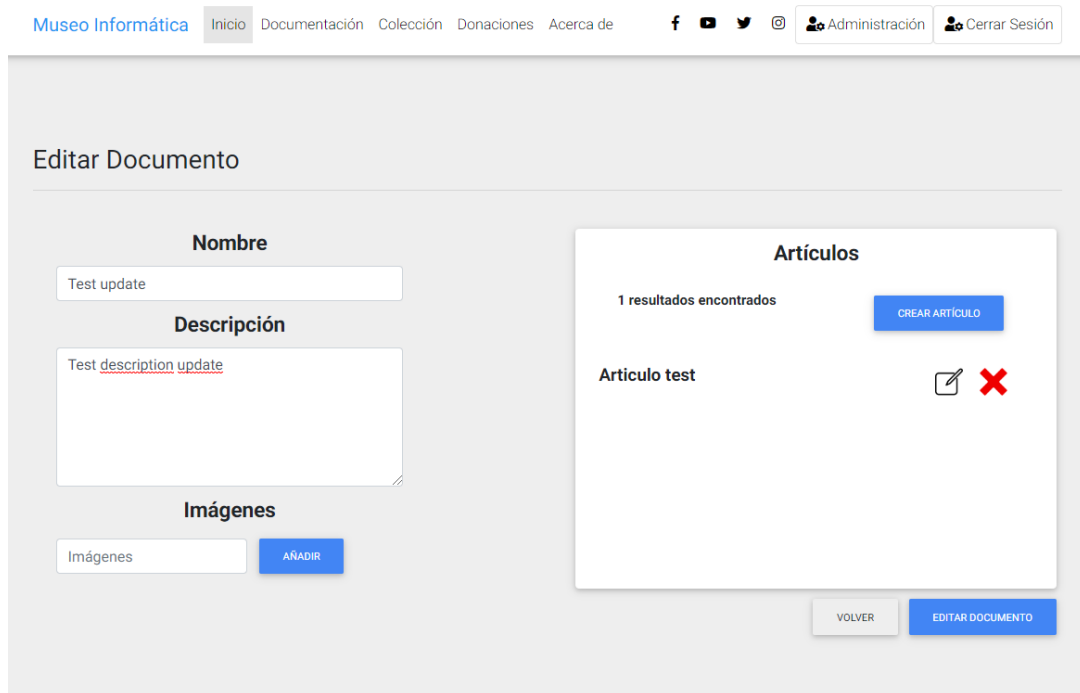 Museo Informática Inicio Documentación Colección Donaciones Acerca de Administración Cerrar Sesión
Editar Documento
Nombre
Test update
Descripción
Test description update
Imágenes
Imágenes AÑADIR
Artículos
1 resultados encontrados
CREAR ARTÍCULO
Articulo test
VOLVER EDITAR DOCUMENTO